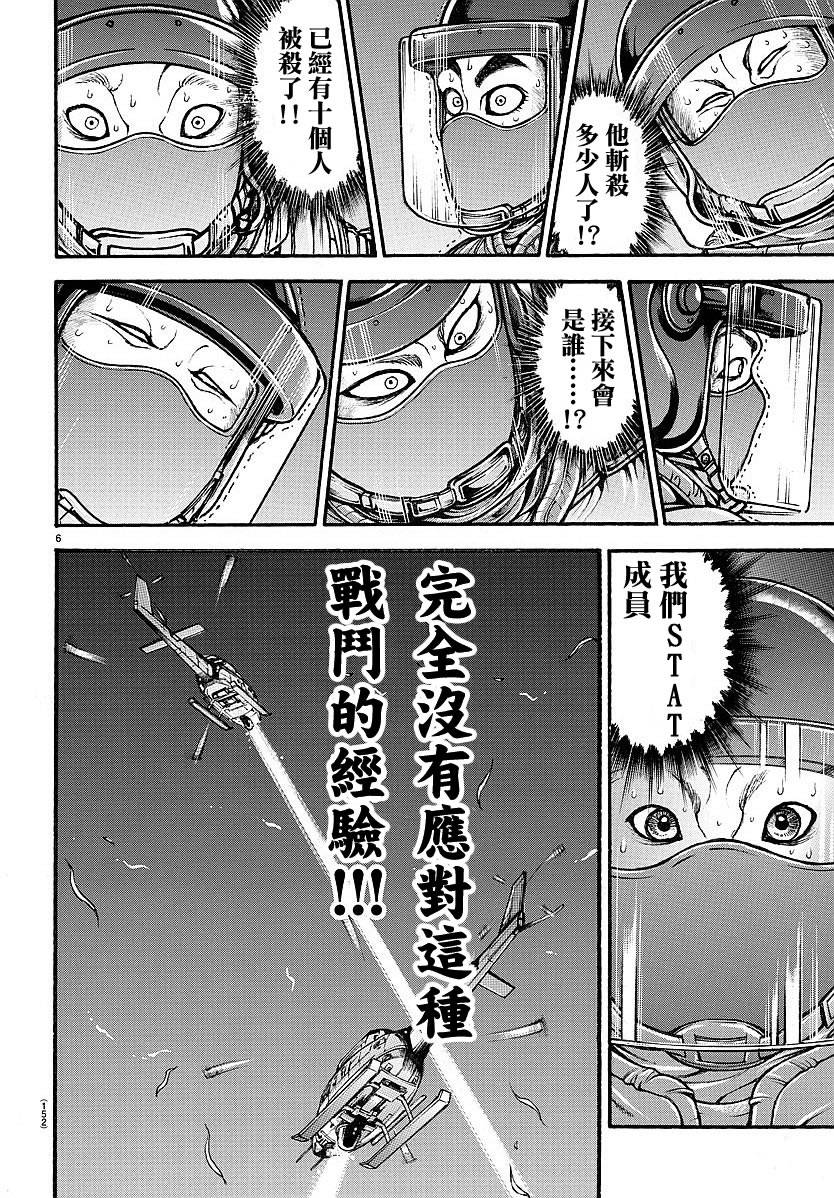 他斬殺
多少人了!?
已經有十個人
被殺了!!
接下來會
是誰……!?
我們STAT
成員
完全沒有應對這種
戰鬥的經驗!!!
6
(152)